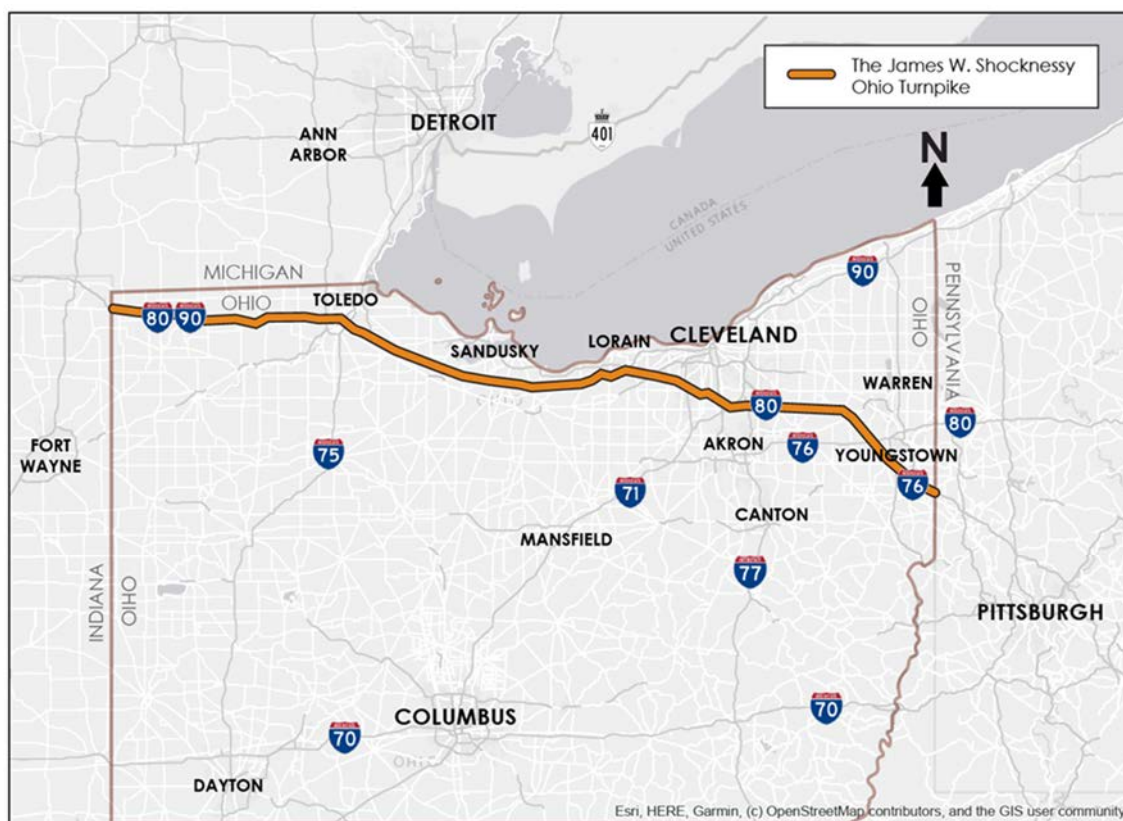 The James W. Shocknessy
Ohio Turnpike
DETROIT
ANN
ARBOR
401
N
CANADA
UNITED STATES
90
MICHIGAN
OHIO
TOLEDO
80
90
SANDUSKY
LORAIN
CLEVELAND
OHIO
PENNSYLVANIA
WARREN
80
80
FORT
WAYNE
75
AKRON
76
YOUNGSTOWN
76
71
MANSFIELD
CANTON
77
INDIANA
OHIO
PITTSBURGH
COLUMBUS
70
70
OHIO
DAYTON
Esri, HERE, Garmin, (c) OpenStreetMap contributors, and the GIS user community